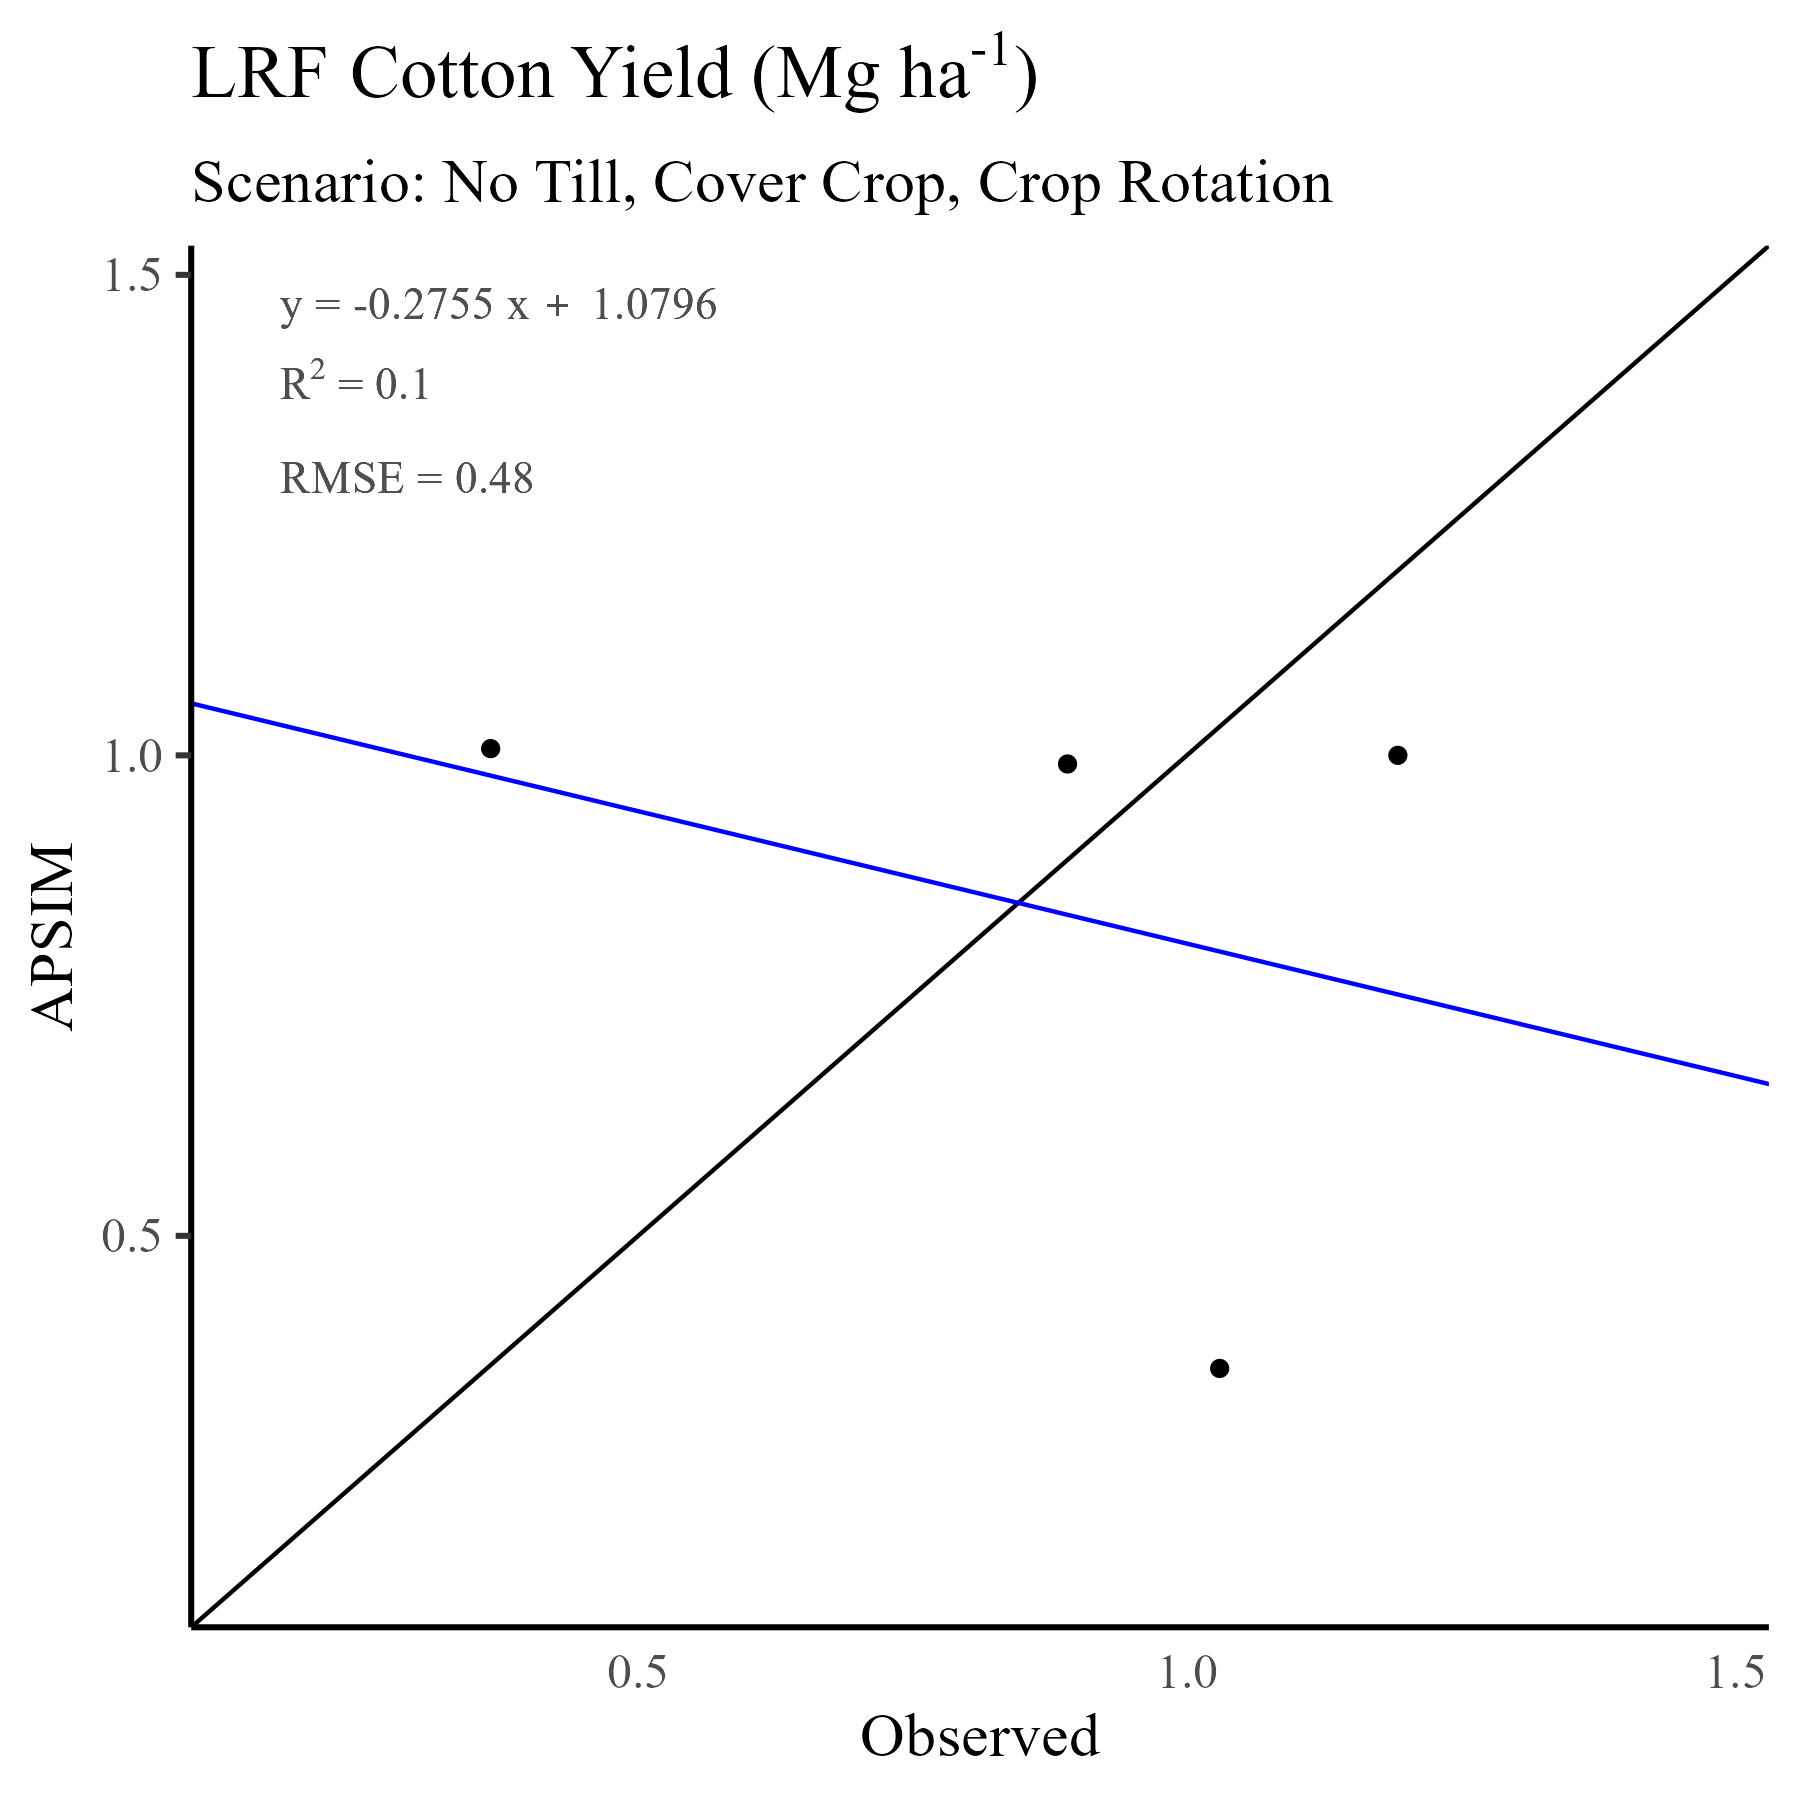 LRF Cotton Yield (Mg ha⁻¹)
Scenario: No Till, Cover Crop, Crop Rotation
1.5
y = -0.2755 x + 1.0796
R² = 0.1
RMSE = 0.48
1.0
APSIM
0.5
0.5 1.0 1.5
Observed